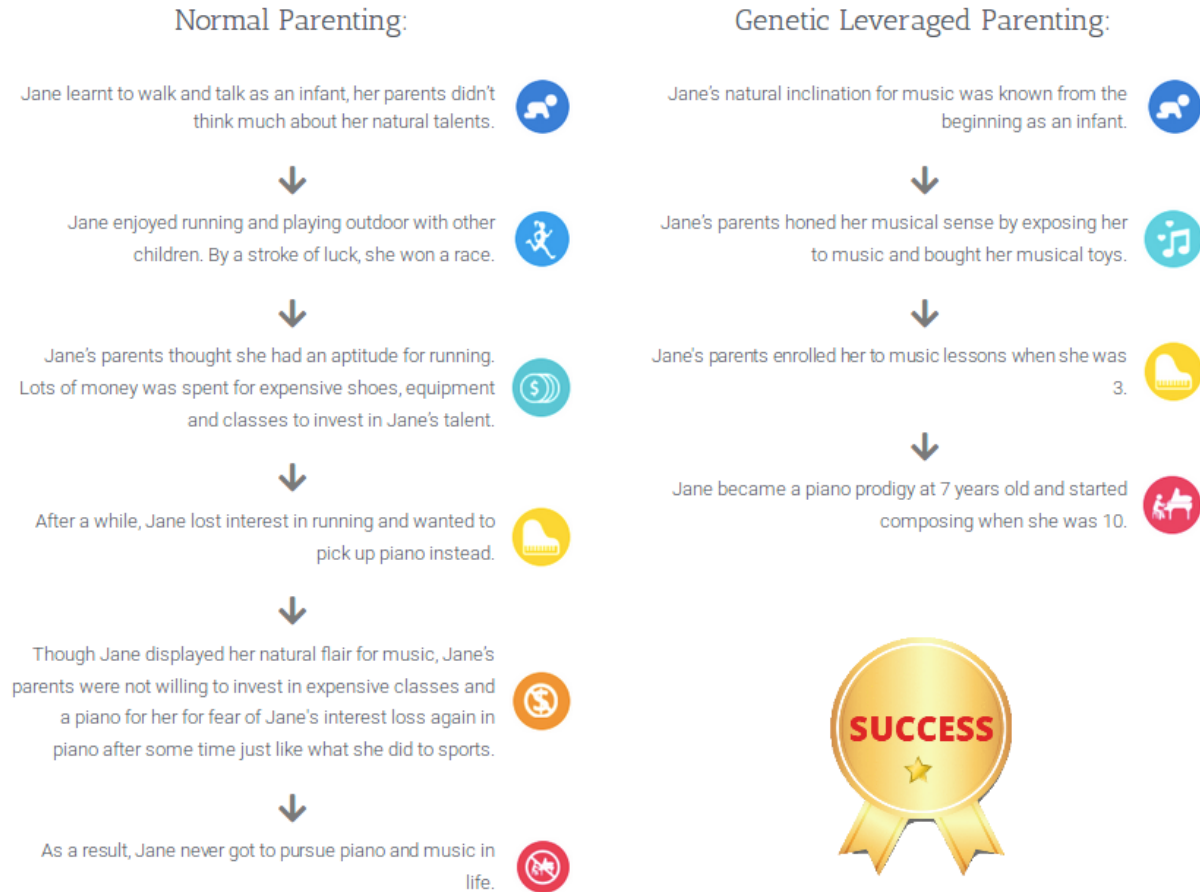 Normal Parenting:
Jane learnt to walk and talk as an infant, her parents didn't
think much about her natural talents.
Jane enjoyed running and playing outdoor with other
children. By a stroke of luck, she won a race.
Jane's parents thought she had an aptitude for running.
Lots of money was spent for expensive shoes, equipment
and classes to invest in Jane's talent.
After a while, Jane lost interest in running and wanted to
pick up piano instead.
Though Jane displayed her natural flair for music, Jane's
parents were not willing to invest in expensive classes and
a piano for her for fear of Jane's interest loss again in
piano after some time just like what she did to sports.
As a result, Jane never got to pursue piano and music in
life.
Genetic Leveraged Parenting:
Jane's natural inclination for music was known from the
beginning as an infant.
Jane's parents honed her musical sense by exposing her
to music and bought her musical toys.
Jane's parents enrolled her to music lessons when she was
3.
Jane became a piano prodigy at 7 years old and started
composing when she was 10.
SUCCESS